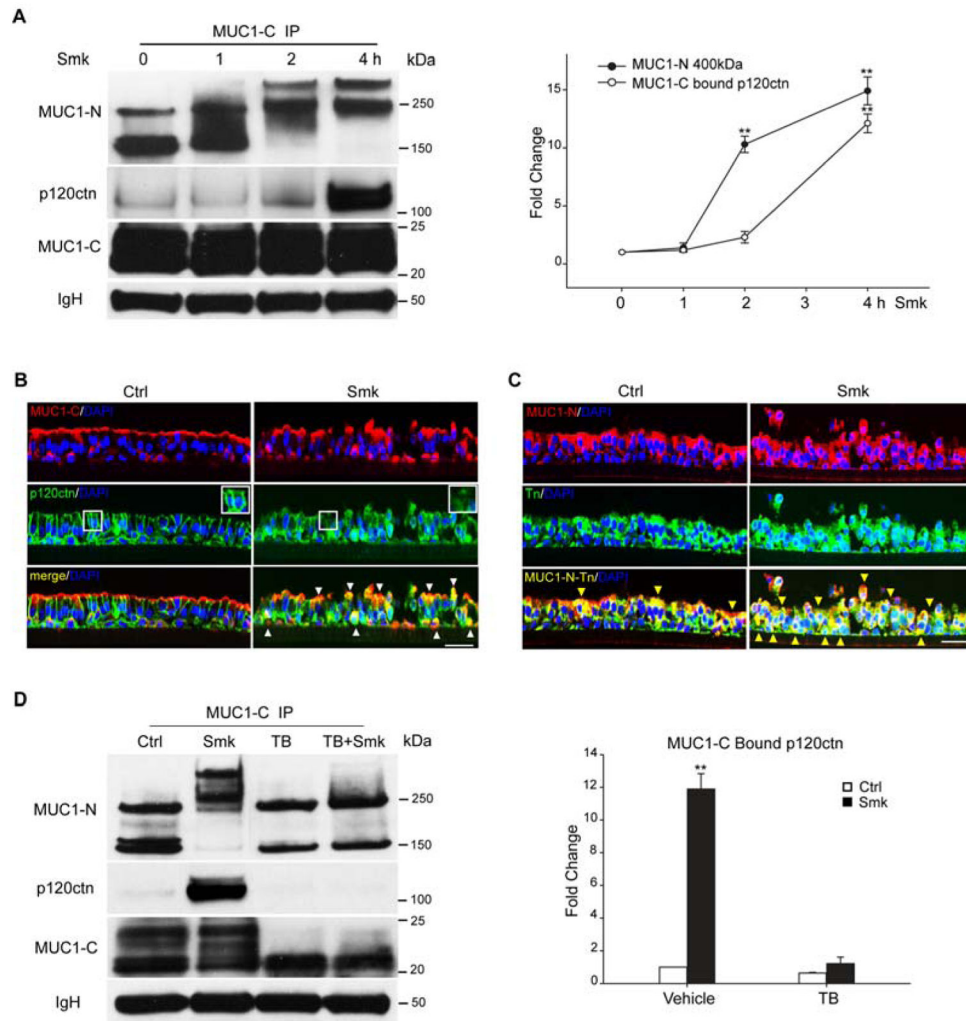 A
MUC1-C IP
Smk 0 1 2 4 h kDa
MUC1-N
250
150
p120ctn
100
MUC1-C
25
20
IgH
50
MUC1-N 400kDa
MUC1-C bound p120ctn
**
**
**
Fold Change
15
10
5
0
0 1 2 3 4 h Smk
B
Ctrl Smk
MUC1-C/DAPI
p120ctn/DAPI
merge/DAPI
C
Ctrl Smk
MUC1-N/DAPI
Tn/DAPI
MUC1-N-Tn/DAPI
D
MUC1-C IP
Ctrl Smk TB TB+Smk kDa
MUC1-N
250
150
p120ctn
100
MUC1-C
25
20
IgH
50
MUC1-C Bound p120ctn
**
Ctrl
Smk
Fold Change
14
12
10
8
6
4
2
0
Vehicle TB